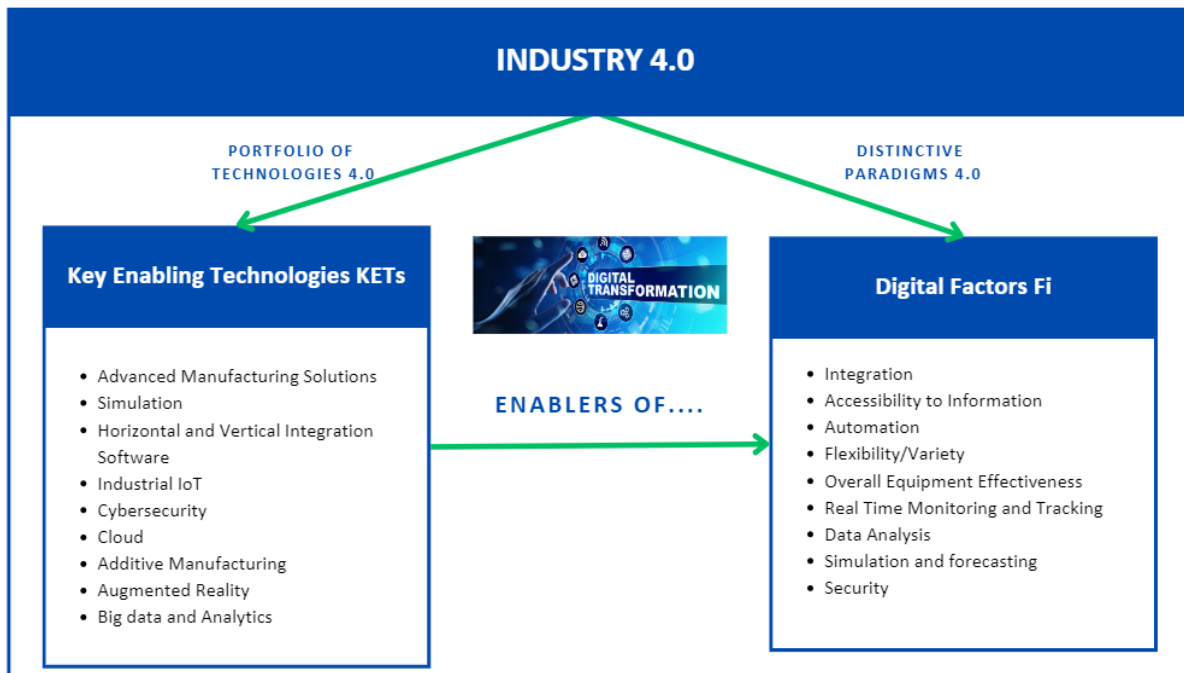 INDUSTRY 4.0
PORTFOLIO OF
TECHNOLOGIES 4.0
DISTINCTIVE
PARADIGMS 4.0
Key Enabling Technologies KETs
• Advanced Manufacturing Solutions
• Simulation
• Horizontal and Vertical Integration
Software
• Industrial IoT
• Cybersecurity
• Cloud
• Additive Manufacturing
• Augmented Reality
• Big data and Analytics
DIGITAL
TRANSFORMATION
ENABLERS OF....
Digital Factors Fi
• Integration
• Accessibility to Information
• Automation
• Flexibility/Variety
• Overall Equipment Effectiveness
• Real Time Monitoring and Tracking
• Data Analysis
• Simulation and forecasting
• Security